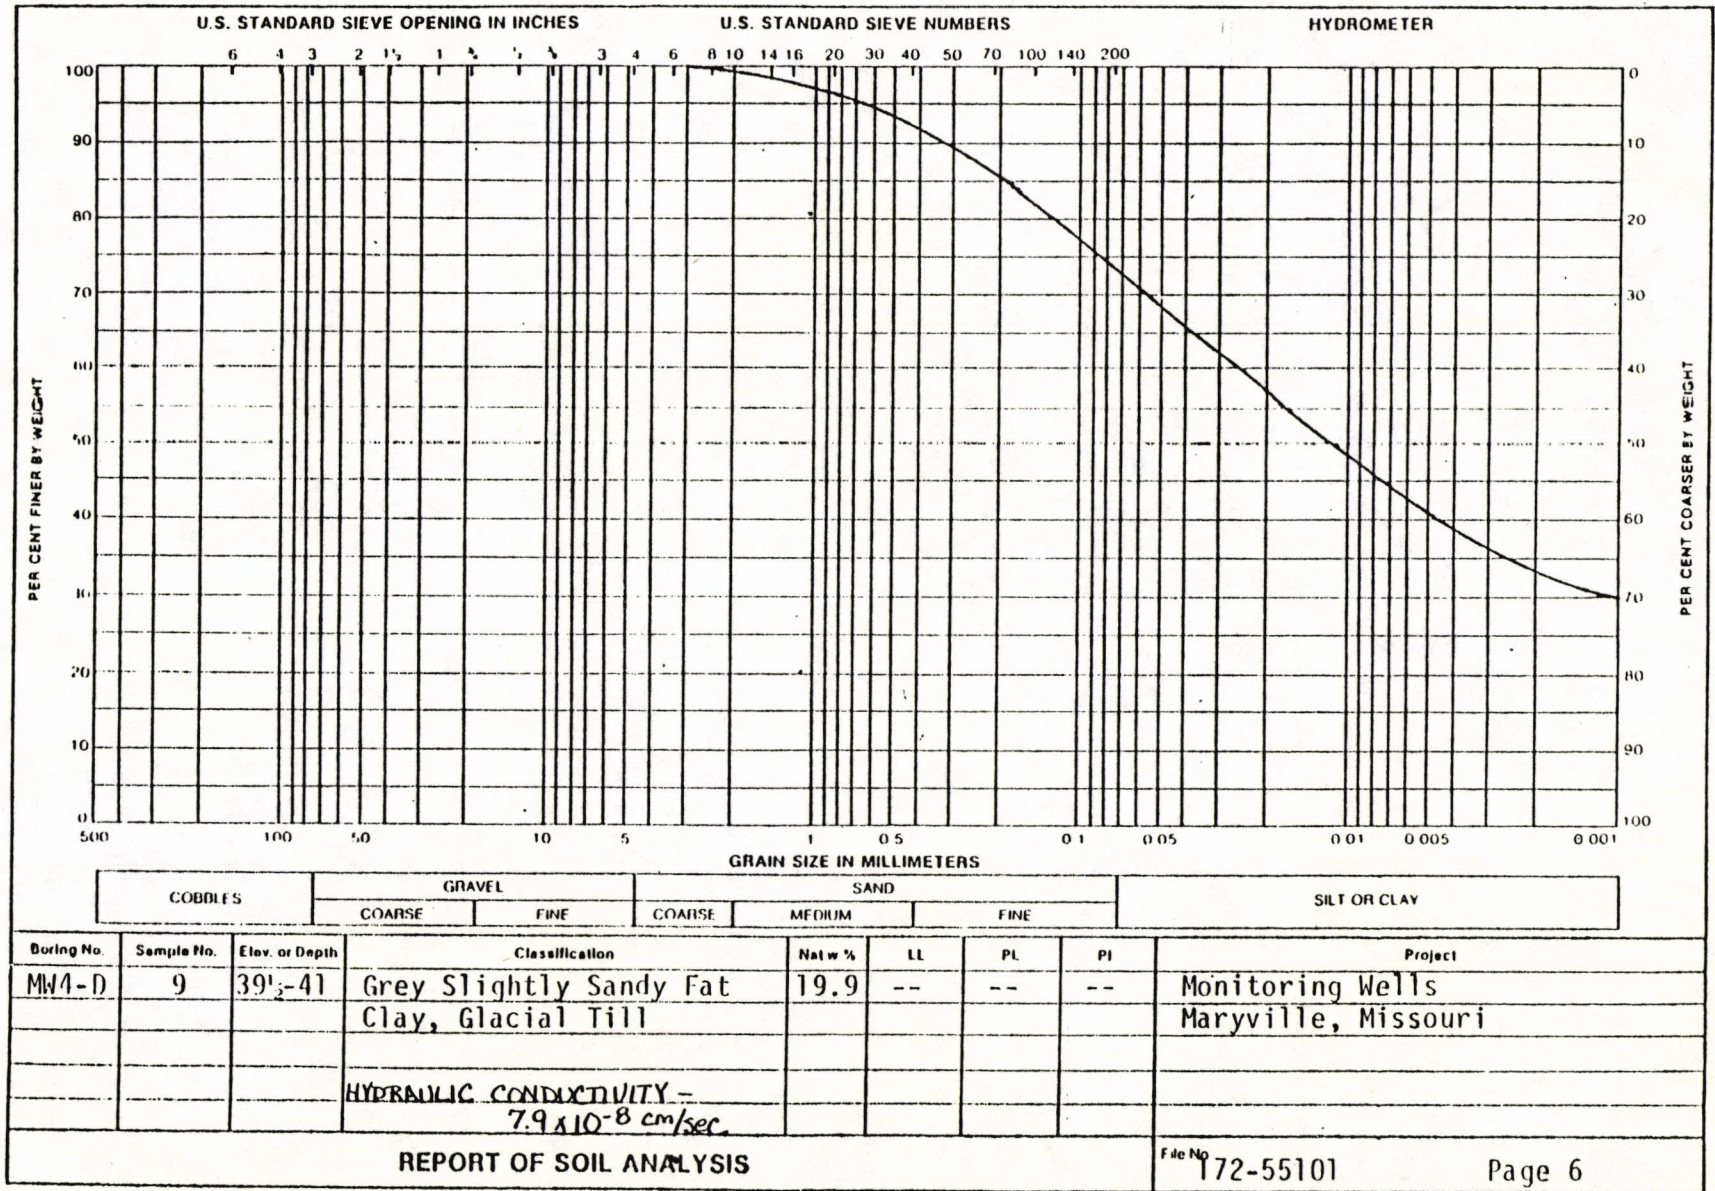 U.S. STANDARD SIEVE OPENING IN INCHES U.S. STANDARD SIEVE NUMBERS HYDROMETER
6 4 3 2 1½ 1 ¾ ½ ⅜ 3 4 6 8 10 14 16 20 30 40 50 70 100 140 200
100 0
90 10
80 20
70 30
60 40
50 50
40 60
30 70
20 80
10 90
0 100
PER CENT FINER BY WEIGHT
PER CENT COARSER BY WEIGHT
500 100 50 10 5 1 0.5 0.1 0.05 0.01 0.005 0.001
GRAIN SIZE IN MILLIMETERS
COBBLES GRAVEL SAND SILT OR CLAY
COARSE FINE COARSE MEDIUM FINE
Boring No. Sample No. Elev. or Depth Classification Nat w % LL PL PI Project
MW4-D 9 39½-41 Grey Slightly Sandy Fat 19.9 -- -- -- Monitoring Wells
Clay, Glacial Till Maryville, Missouri
HYDRAULIC CONDUCTIVITY -
7.9 x 10-8 cm/sec.
REPORT OF SOIL ANALYSIS File No 172-55101 Page 6